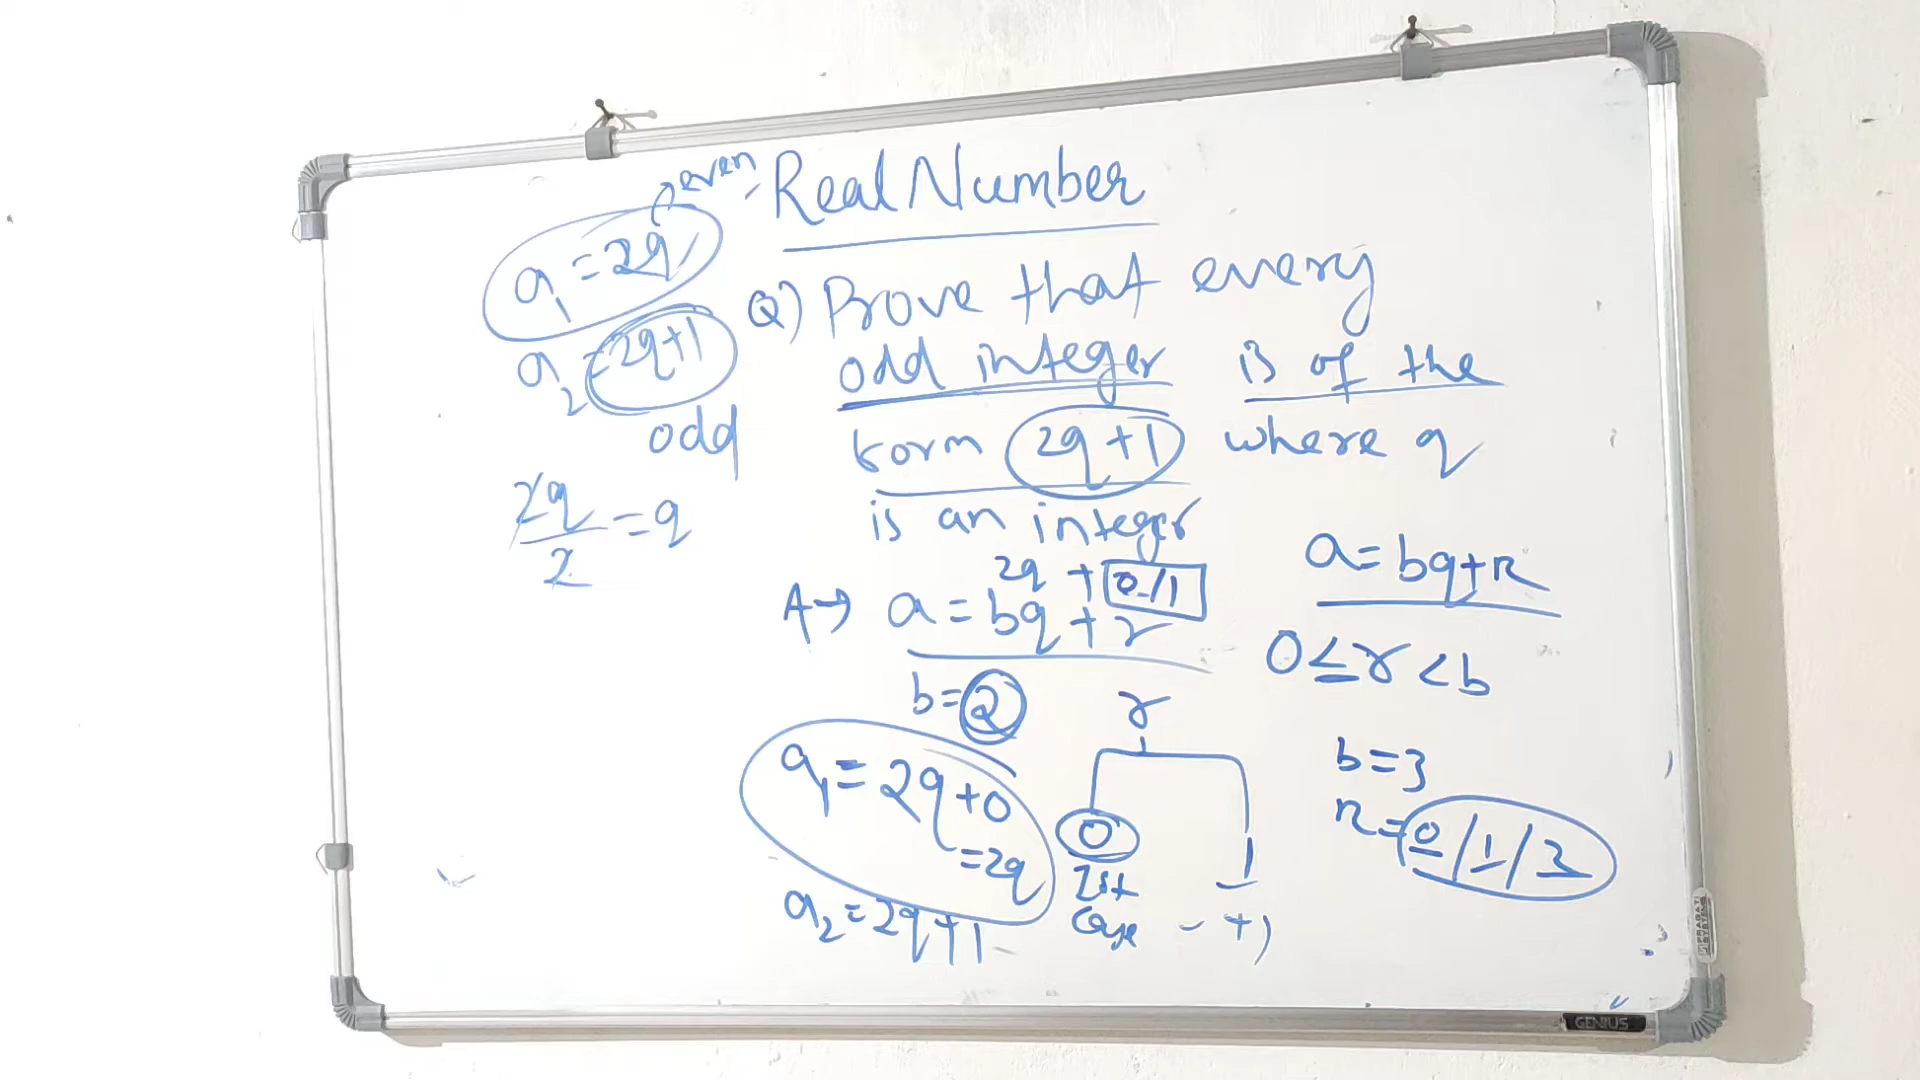 Real Number
even
a₁ = 2q
a₂ = 2q+1
odd
2q/2 = q
Q) Prove that every
odd integer is of the
form 2q+1 where q
is an integer
2q + 0/1
A→ a = bq + r
b = 2
a₁ = 2q+0
= 2q
a₂ = 2q+1
r
0
1
1st
Case
+1
a = bq+r
0 ≤ r < b
b = 3
r = 0/1/2
GENIUS